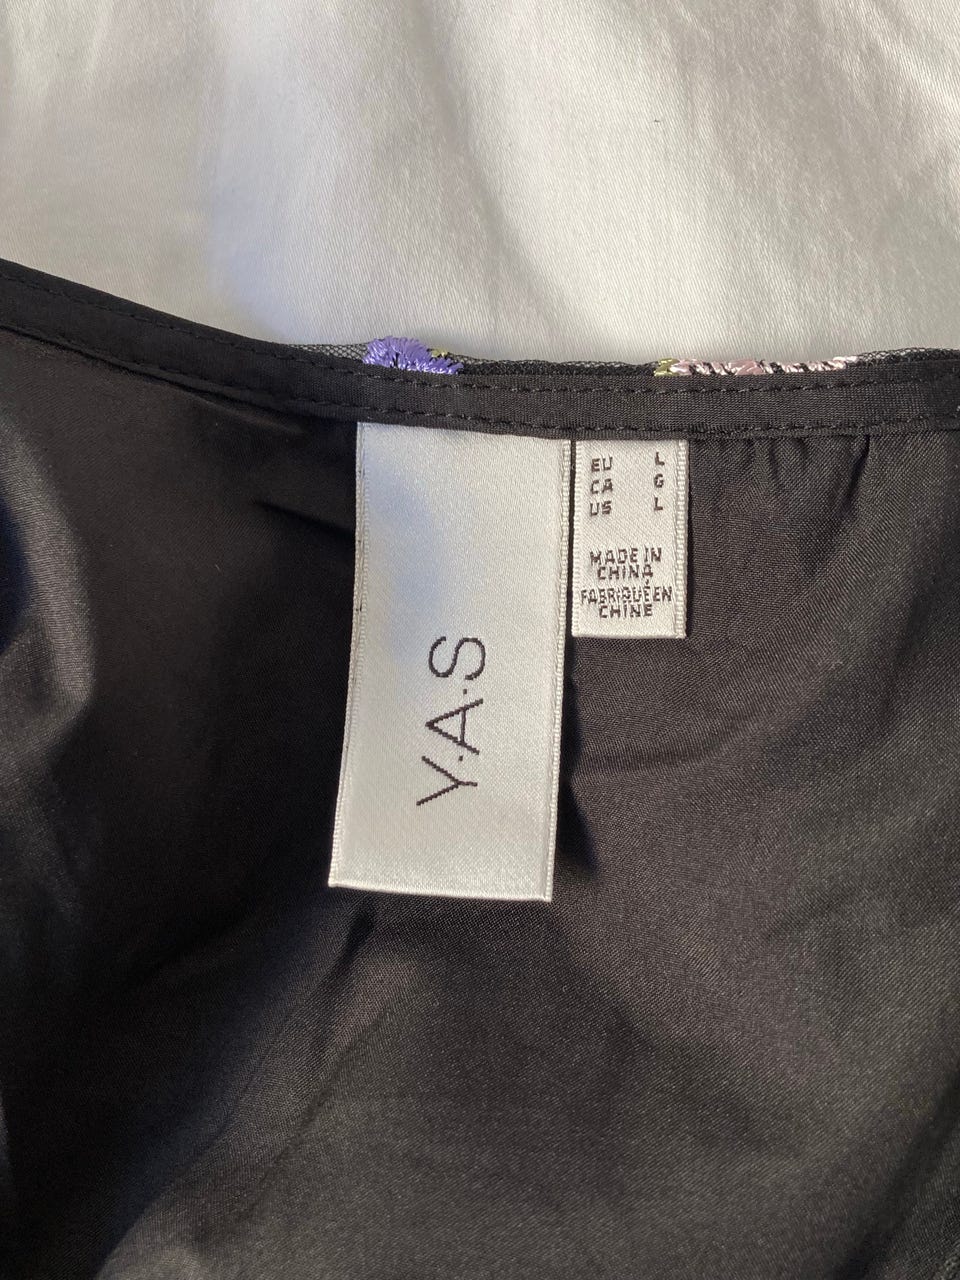 Y.A.S
EU L
CA G
US L
MADE IN
CHINA
FABRIQUÉ EN
CHINE